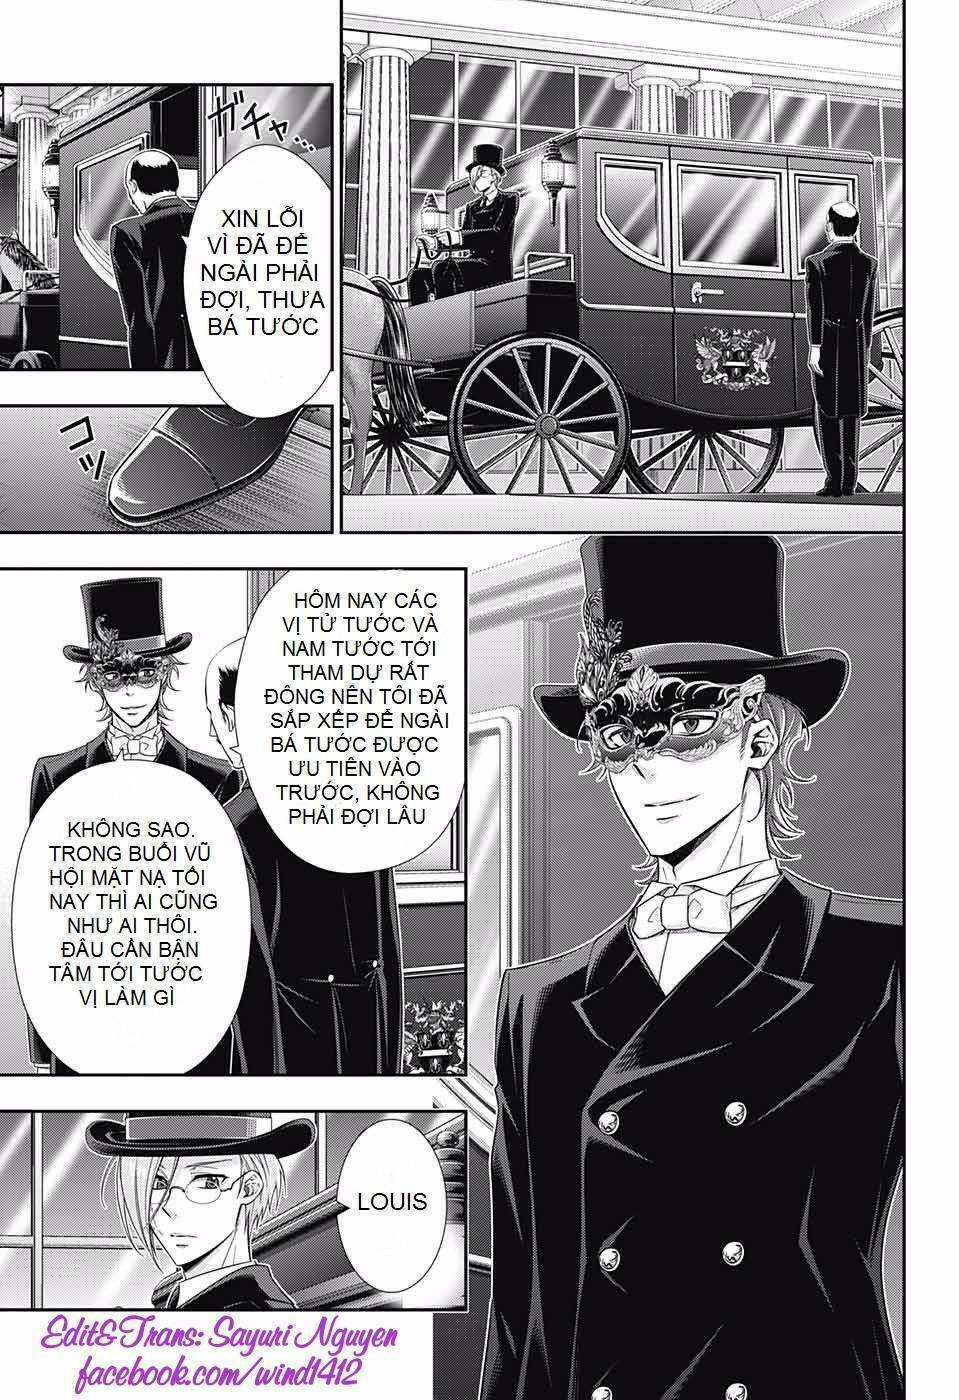 ガチャ…
XIN LỖI
VÌ ĐÃ ĐỂ
NGÀI PHẢI
ĐỢI, THƯA
BÁ TƯỚC
コツ
HÔM NAY CÁC
VỊ TỬ TƯỚC VÀ
NAM TƯỚC TỚI
THAM DỰ RẤT
ĐÔNG NÊN TÔI ĐÃ
SẮP XẾP ĐỂ NGÀI
BÁ TƯỚC ĐƯỢC
ƯU TIÊN VÀO
TRƯỚC, KHÔNG
PHẢI ĐỢI LÂU
KHÔNG SAO.
TRONG BUỔI VŨ
HỘI MẶT NẠ TỐI
NAY THÌ AI CŨNG
NHƯ AI THÔI.
ĐÂU CẦN BẬN
TÂM TỚI TƯỚC
VỊ LÀM GÌ
LOUIS
Edit&Trans: Sayuri Nguyen
facebook.com/wind1412